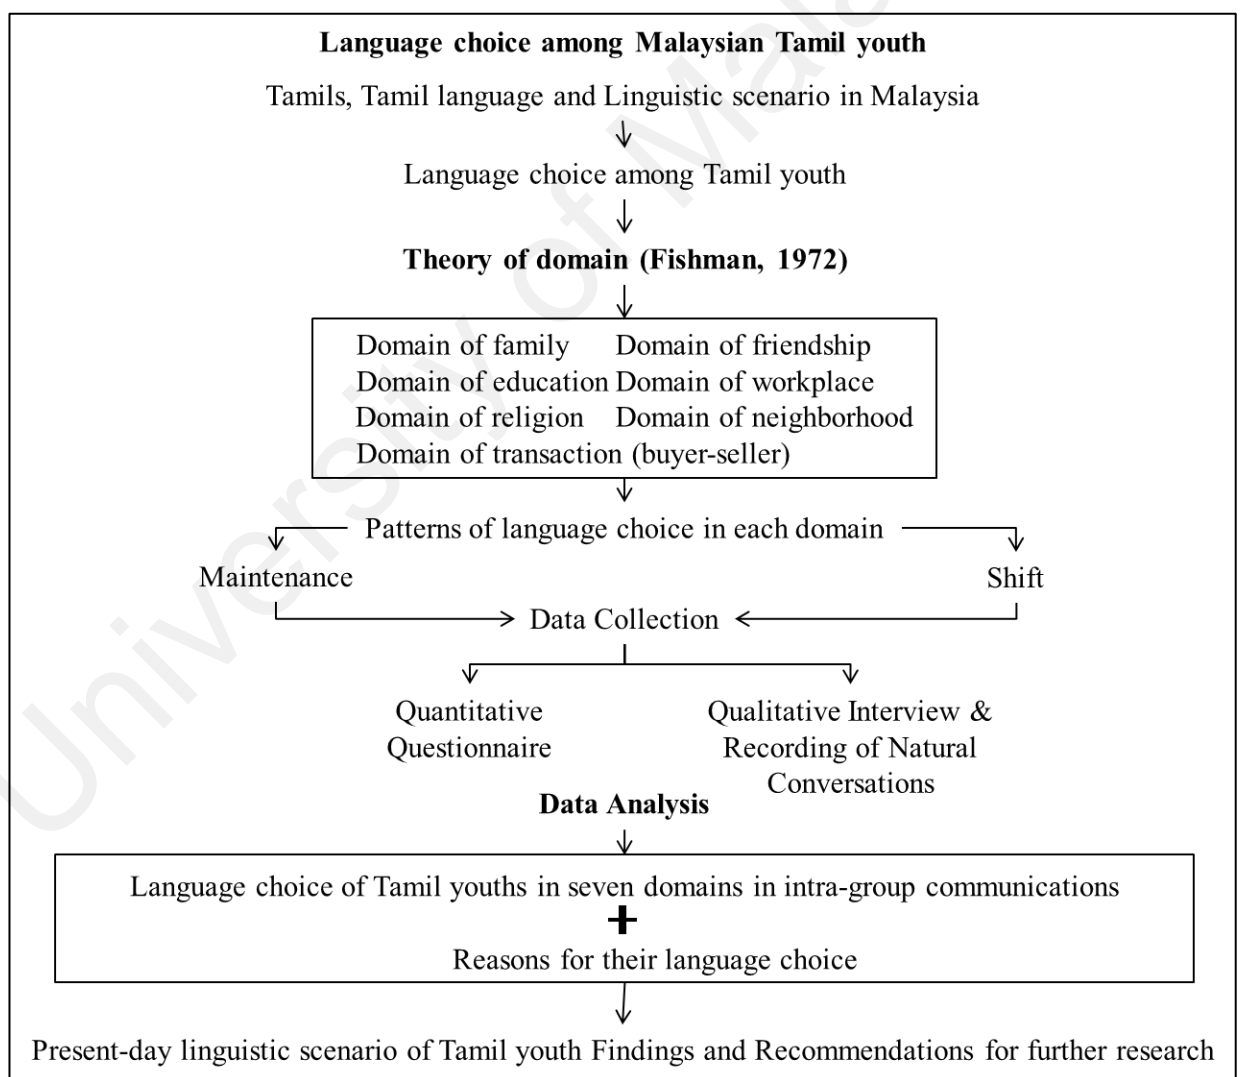 Language choice among Malaysian Tamil youth
Tamils, Tamil language and Linguistic scenario in Malaysia
Language choice among Tamil youth
Theory of domain (Fishman, 1972)
Domain of family Domain of friendship
Domain of education Domain of workplace
Domain of religion Domain of neighborhood
Domain of transaction (buyer-seller)
Patterns of language choice in each domain
Maintenance Shift
Data Collection
Quantitative
Questionnaire
Qualitative Interview &
Recording of Natural
Conversations
Data Analysis
Language choice of Tamil youths in seven domains in intra-group communications
+
Reasons for their language choice
Present-day linguistic scenario of Tamil youth Findings and Recommendations for further research
University of Mala